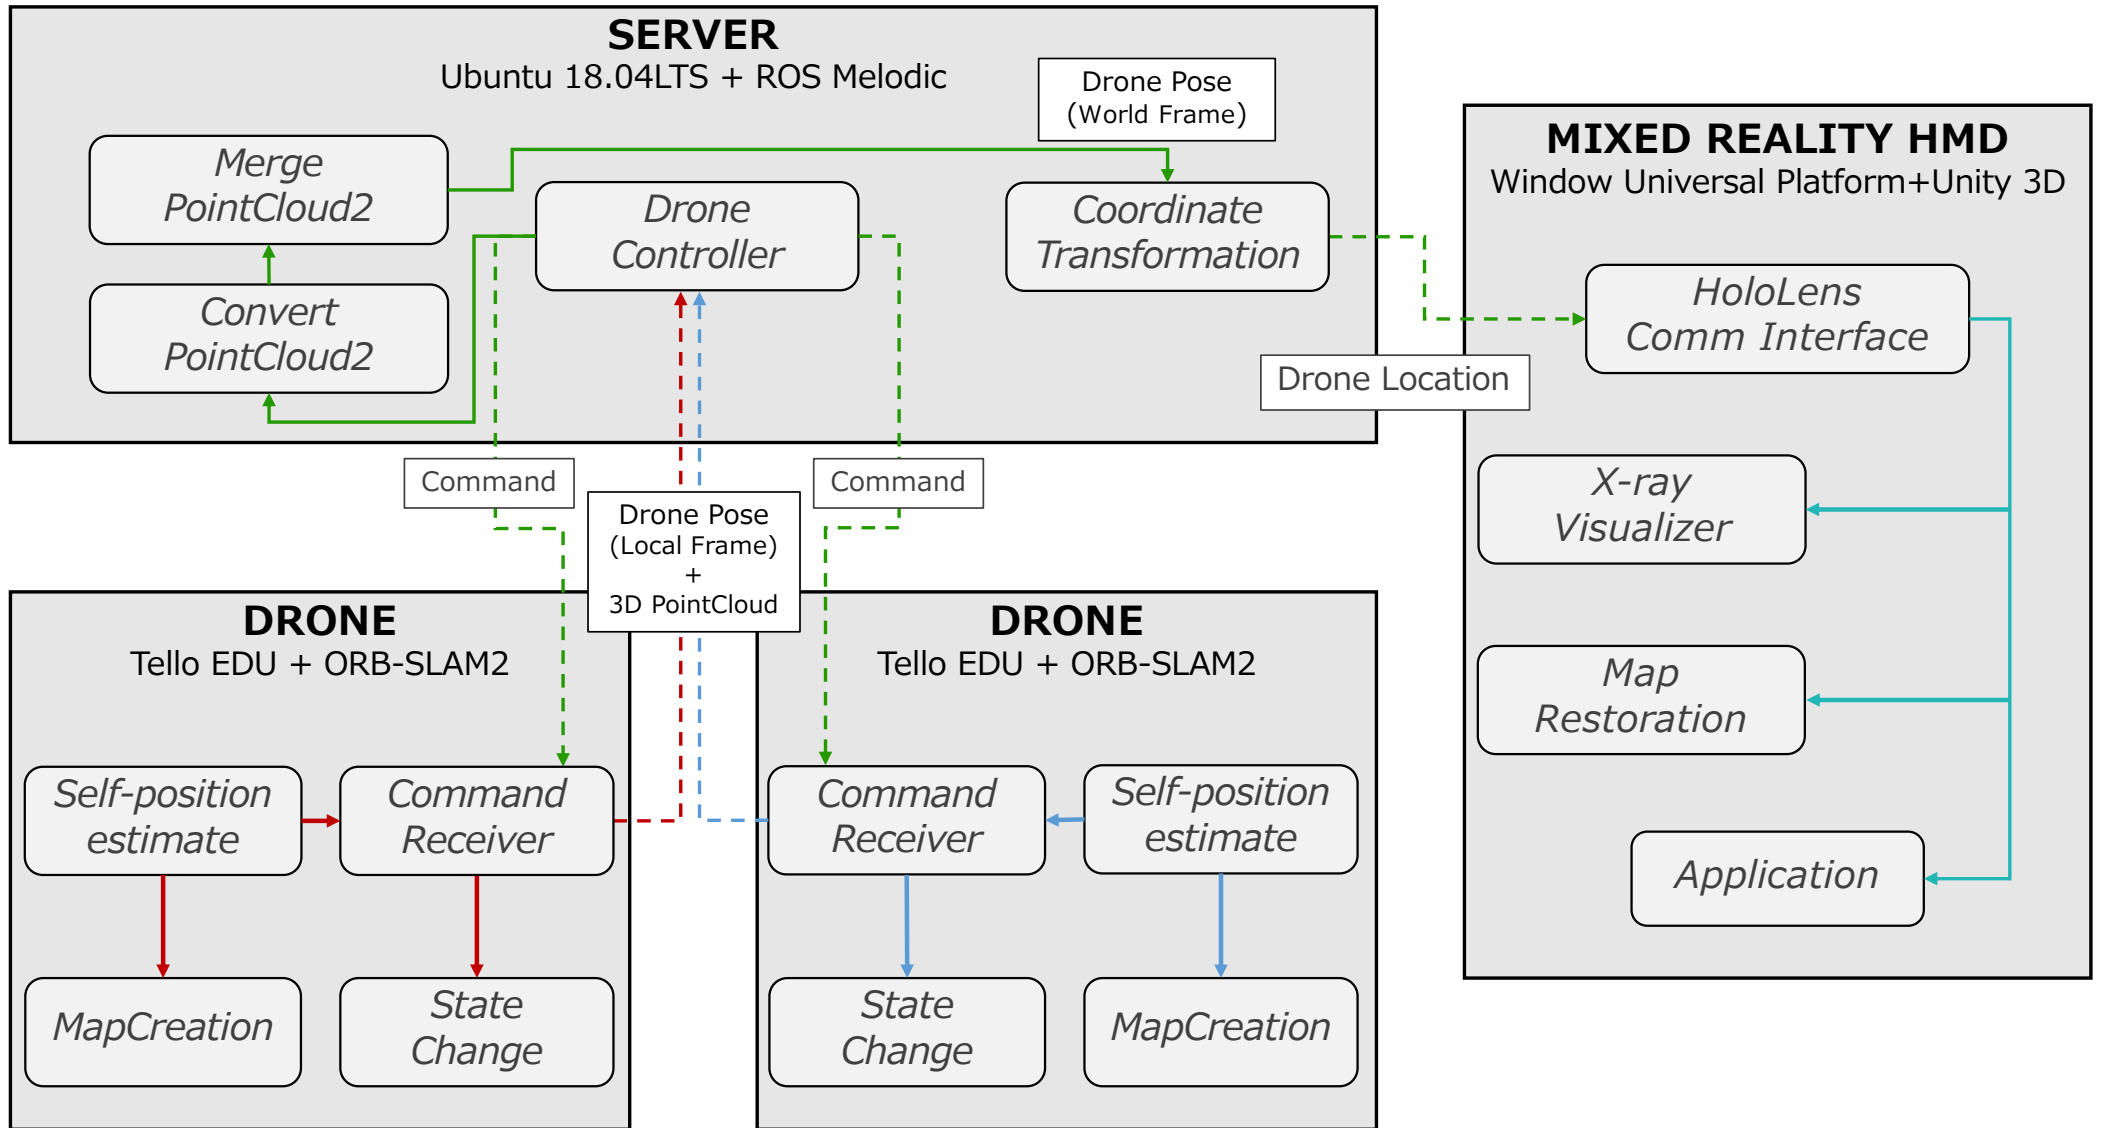 SERVER
Ubuntu 18.04LTS + ROS Melodic
Drone Pose
(World Frame)
Merge
PointCloud2
Drone
Controller
Coordinate
Transformation
Convert
PointCloud2
MIXED REALITY HMD
Window Universal Platform+Unity 3D
HoloLens
Comm Interface
Drone Location
X-ray
Visualizer
Map
Restoration
Application
Command
Command
Drone Pose
(Local Frame)
+
3D PointCloud
DRONE
Tello EDU + ORB-SLAM2
Self-position
estimate
Command
Receiver
MapCreation
State
Change
DRONE
Tello EDU + ORB-SLAM2
Command
Receiver
Self-position
estimate
State
Change
MapCreation